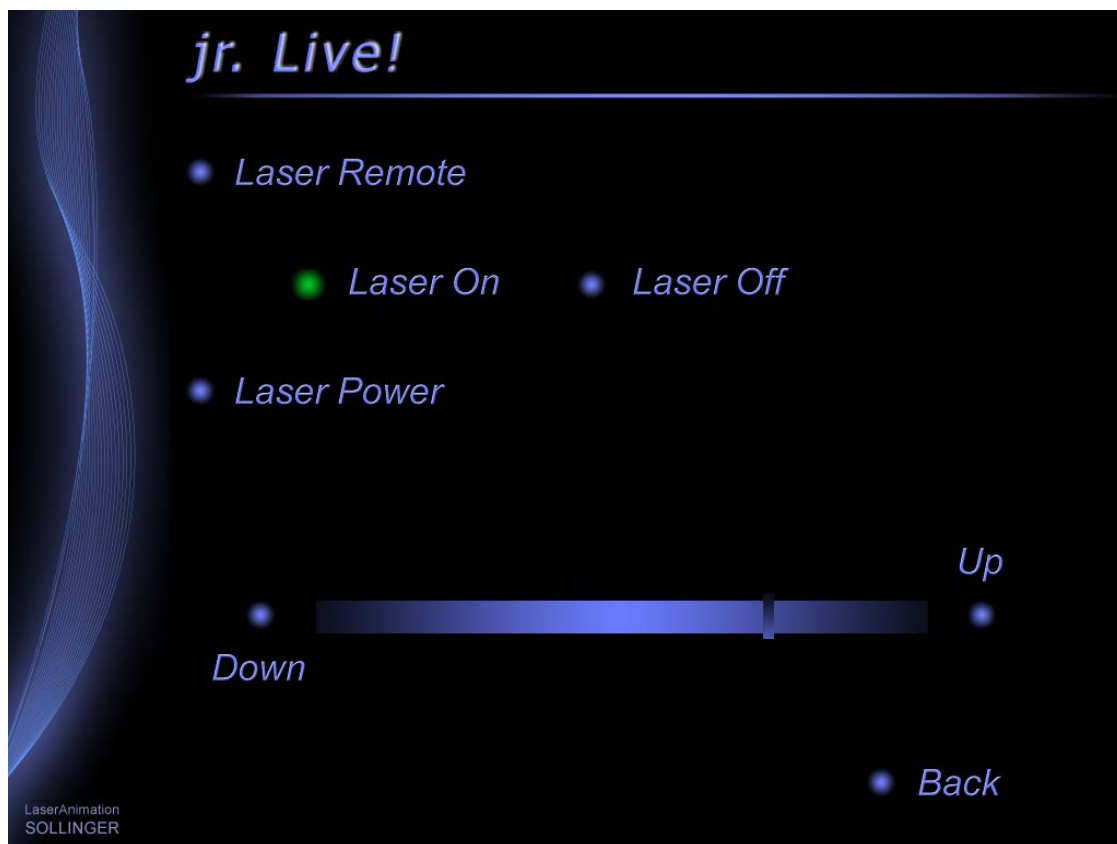 jr. Live!
Laser Remote
Laser On Laser Off
Laser Power
Up
Down
Back
LaserAnimation
SOLLINGER